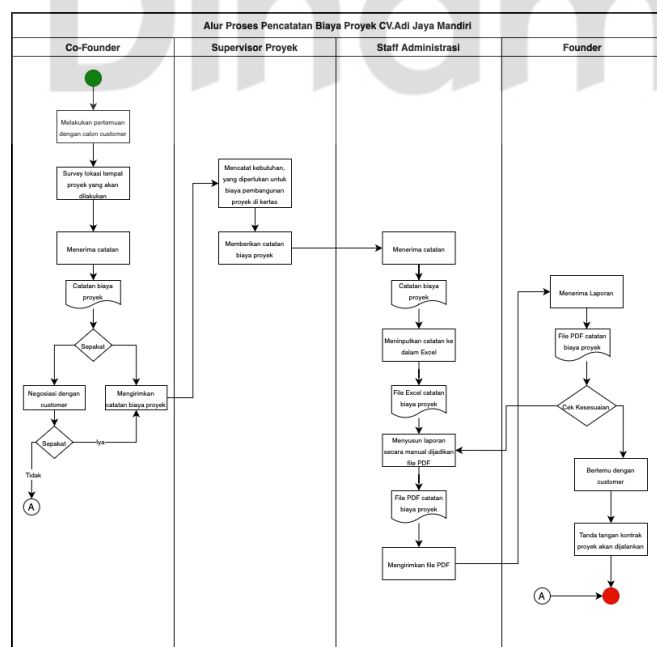 Dinam
Alur Proses Pencatatan Biaya Proyek CV.Adi Jaya Mandiri
Co-Founder
Supervisor Proyek
Staff Administrasi
Founder
Melakukan pertemuan
dengan calon customer
Survey lokasi tempat
proyek yang akan
dilakukan
Menerima catatan
Catatan biaya
proyek
Sepakat
Negosiasi dengan
customer
Mengirimkan
catatan biaya proyek
Sepakat
Iya
Tidak
A
Mencatat kebutuhan,
yang diperlukan untuk
biaya pembangunan
proyek di kertas
Memberikan catatan
biaya proyek
Menerima catatan
Catatan biaya
proyek
Meninputkan catatan ke
dalam Excel
File Excel catatan
biaya proyek
Menyusun laporan
secara manual dijadikan
file PDF
File PDF catatan
biaya proyek
Mengirimkan file PDF
Menerima Laporan
File PDF catatan
biaya proyek
Cek Kesesuaian
Bertemu dengan
customer
Tanda tangan kontrak
proyek akan dijalankan
A